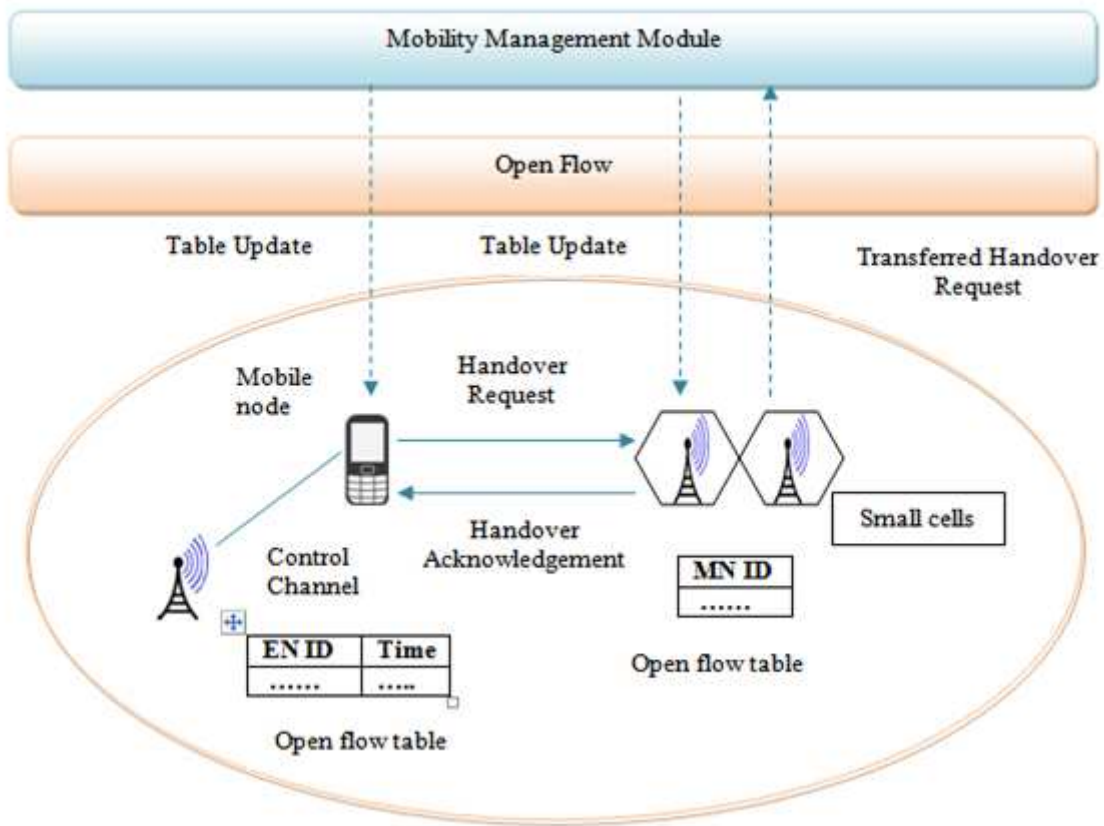 Mobility Management Module
Open Flow
Table Update
Table Update
Transferred Handover
Request
Mobile
node
Handover
Request
Small cells
Handover
Acknowledgement
Control
Channel
MN ID
......
EN ID Time
...... .....
Open flow table
Open flow table